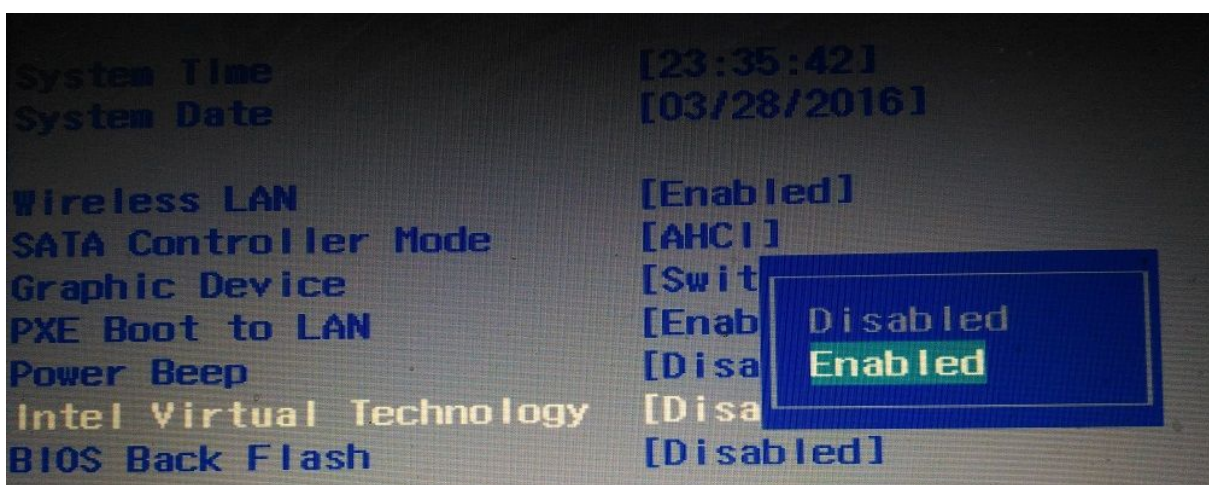 System Time [23:35:42]
System Date [03/28/2016]
Wireless LAN [Enabled]
SATA Controller Mode [AHCI]
Graphic Device [Swit
PXE Boot to LAN [Enab
Power Beep [Disa
Intel Virtual Technology [Disa
BIOS Back Flash [Disabled]
Disabled
Enabled